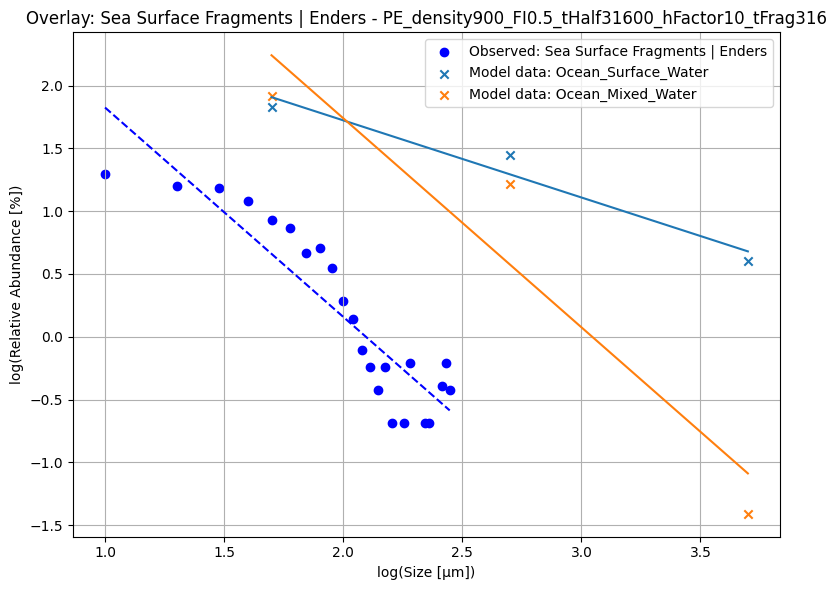 Overlay: Sea Surface Fragments | Enders - PE_density900_FI0.5_tHalf31600_hFactor10_tFrag316
Observed: Sea Surface Fragments | Enders
Model data: Ocean_Surface_Water
Model data: Ocean_Mixed_Water
log(Relative Abundance [%])
2.0
1.5
1.0
0.5
0.0
−0.5
−1.0
−1.5
1.0 1.5 2.0 2.5 3.0 3.5
log(Size [μm])